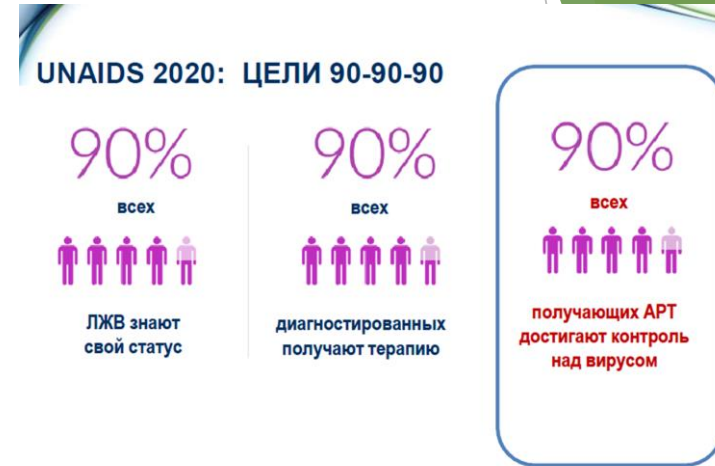 UNAIDS 2020: ЦЕЛИ 90-90-90
90%
всех
ЛЖВ знают
свой статус
90%
всех
диагностированных
получают терапию
90%
всех
получающих АРТ
достигают контроль
над вирусом